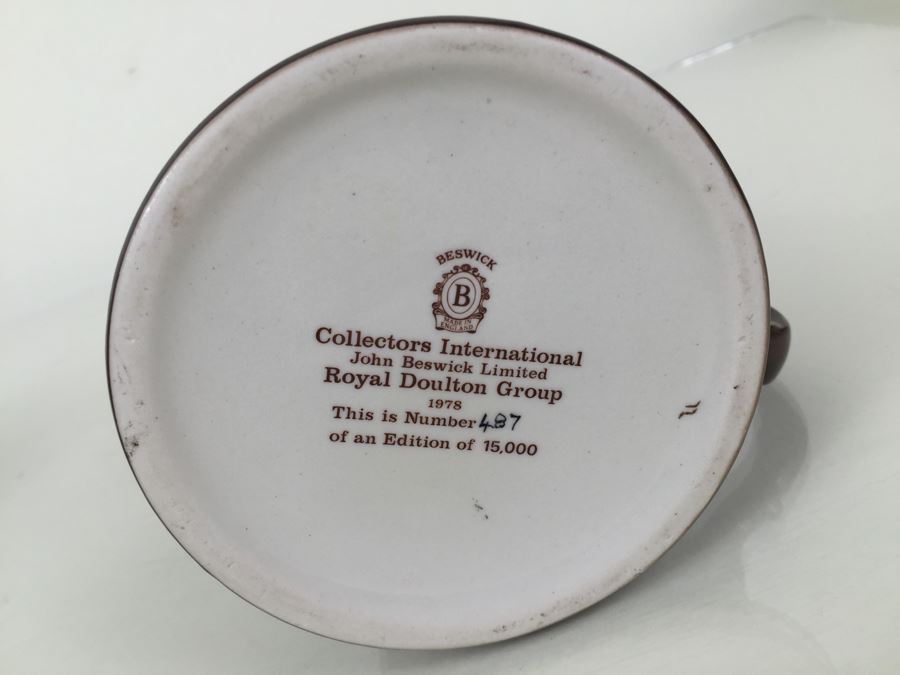 BESWICK
B
MADE IN
ENGLAND
Collectors International
John Beswick Limited
Royal Doulton Group
1978
This is Number 487
of an Edition of 15,000